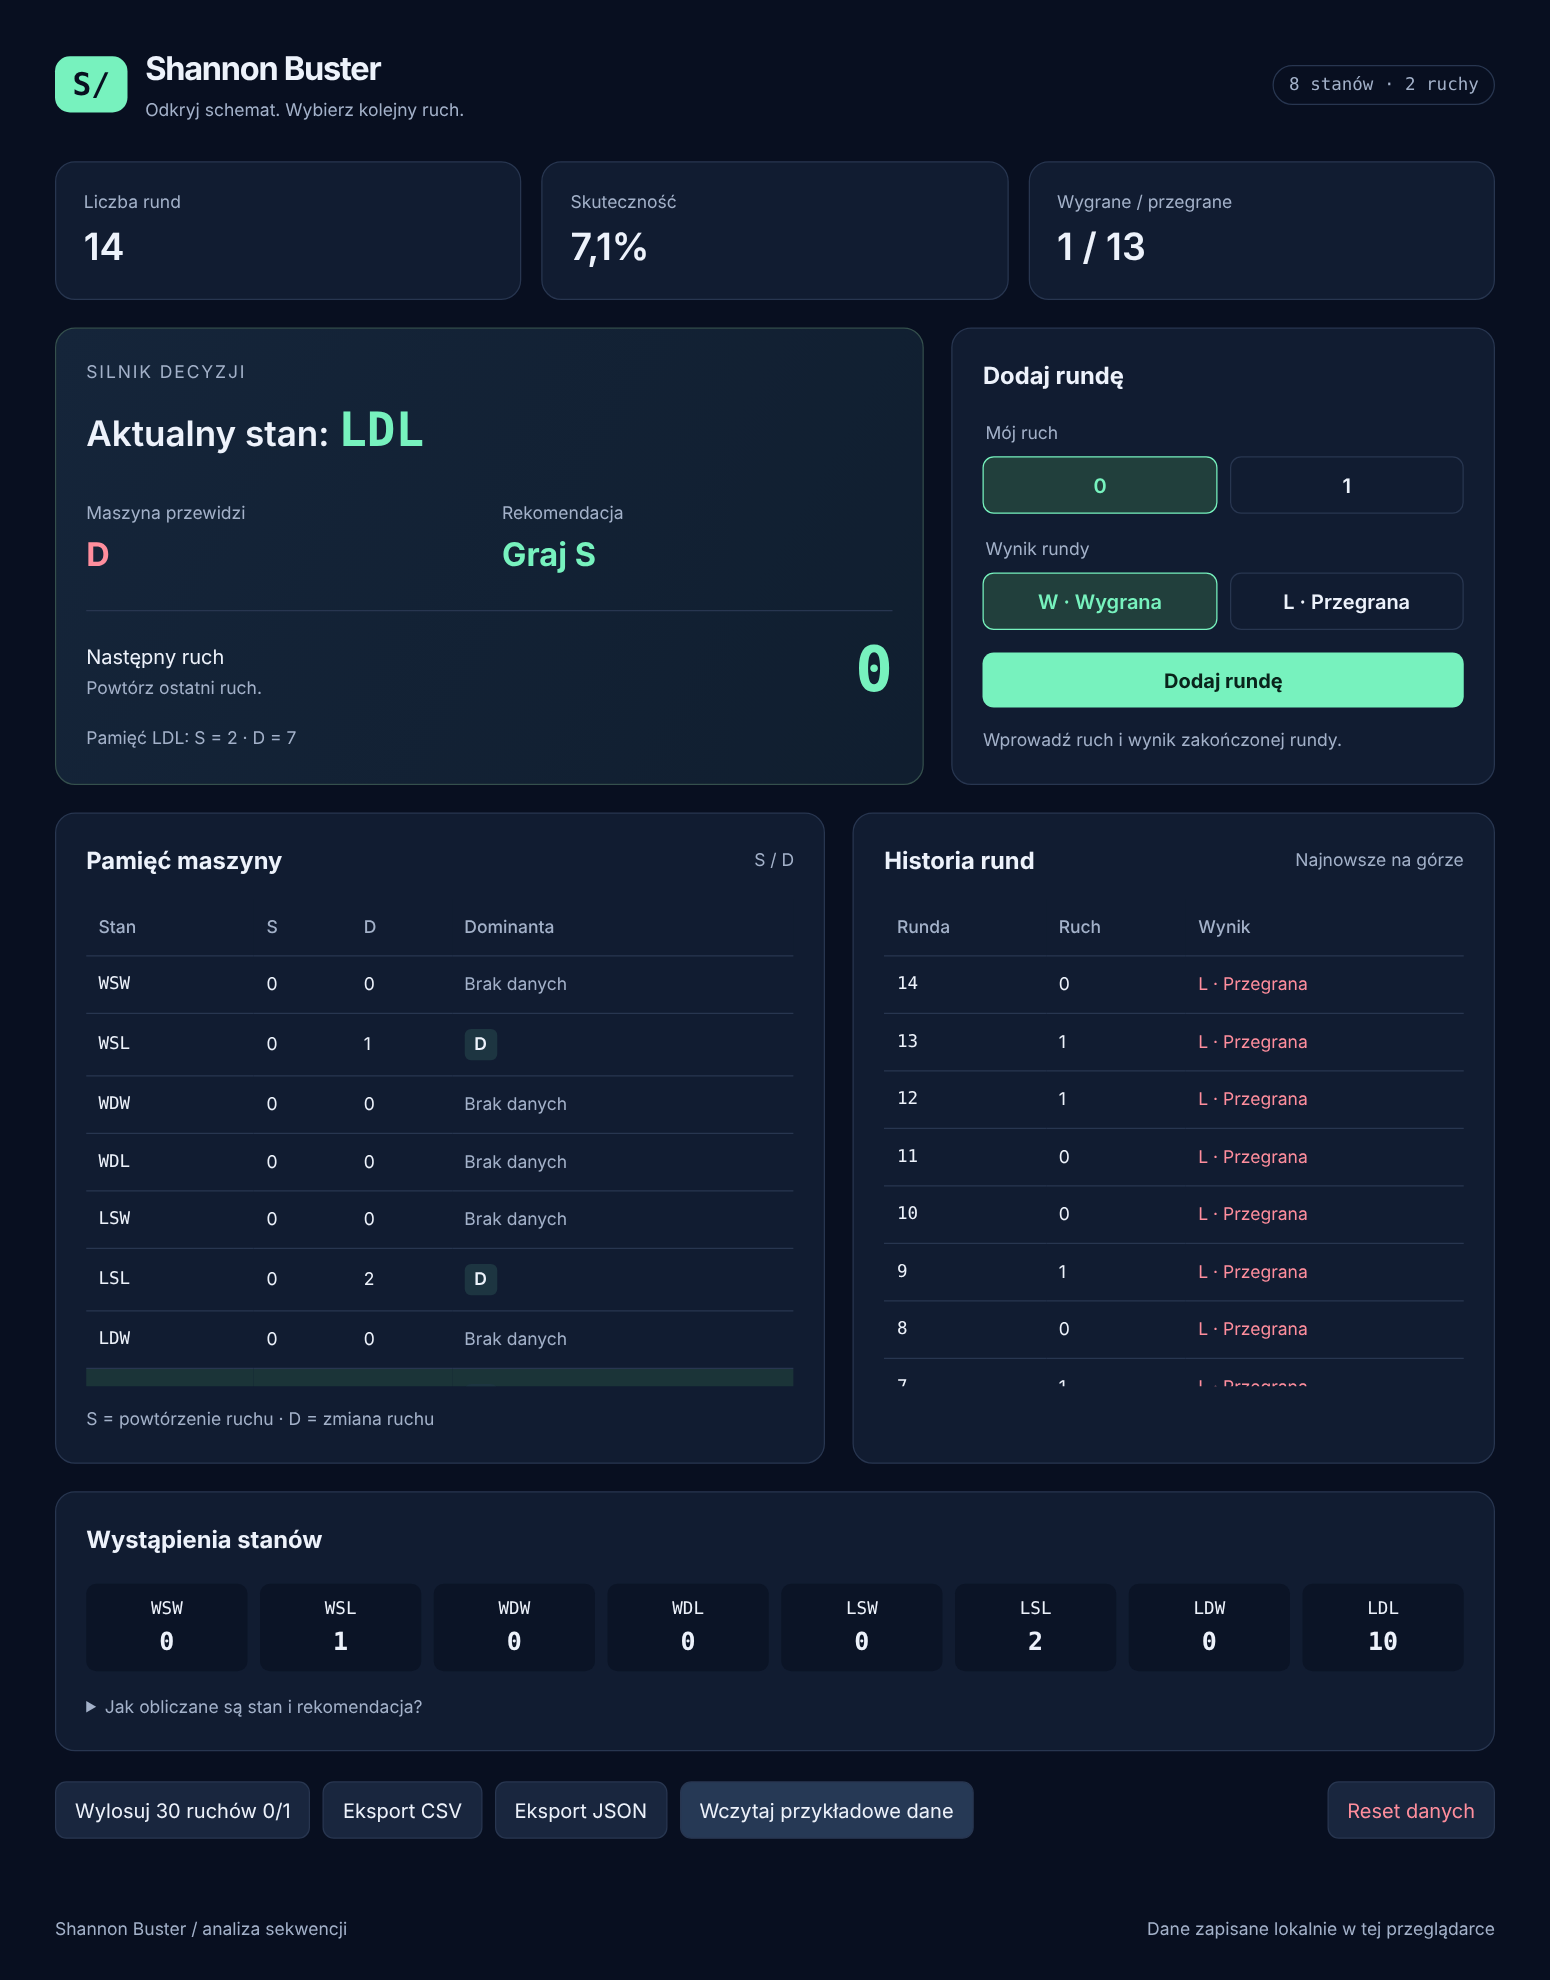 S/
Shannon Buster
Odkryj schemat. Wybierz kolejny ruch.
8 stanów · 2 ruchy
Liczba rund
14
Skuteczność
7,1%
Wygrane / przegrane
1 / 13
SILNIK DECYZJI
Aktualny stan: LDL
Maszyna przewidzi
D
Rekomendacja
Graj S
Następny ruch
Powtórz ostatni ruch.
0
Pamięć LDL: S = 2 · D = 7
Dodaj rundę
Mój ruch
0 1
Wynik rundy
W · Wygrana L · Przegrana
Dodaj rundę
Wprowadź ruch i wynik zakończonej rundy.
Pamięć maszyny S / D
Stan S D Dominanta
WSW 0 0 Brak danych
WSL 0 1 D
WDW 0 0 Brak danych
WDL 0 0 Brak danych
LSW 0 0 Brak danych
LSL 0 2 D
LDW 0 0 Brak danych
S = powtórzenie ruchu · D = zmiana ruchu
Historia rund Najnowsze na górze
Runda Ruch Wynik
14 0 L · Przegrana
13 1 L · Przegrana
12 1 L · Przegrana
11 0 L · Przegrana
10 0 L · Przegrana
9 1 L · Przegrana
8 0 L · Przegrana
7 1 L · Przegrana
Wystąpienia stanów
WSW WSL WDW WDL LSW LSL LDW LDL
0 1 0 0 0 2 0 10
Jak obliczane są stan i rekomendacja?
Wylosuj 30 ruchów 0/1 Eksport CSV Eksport JSON Wczytaj przykładowe dane Reset danych
Shannon Buster / analiza sekwencji Dane zapisane lokalnie w tej przeglądarce